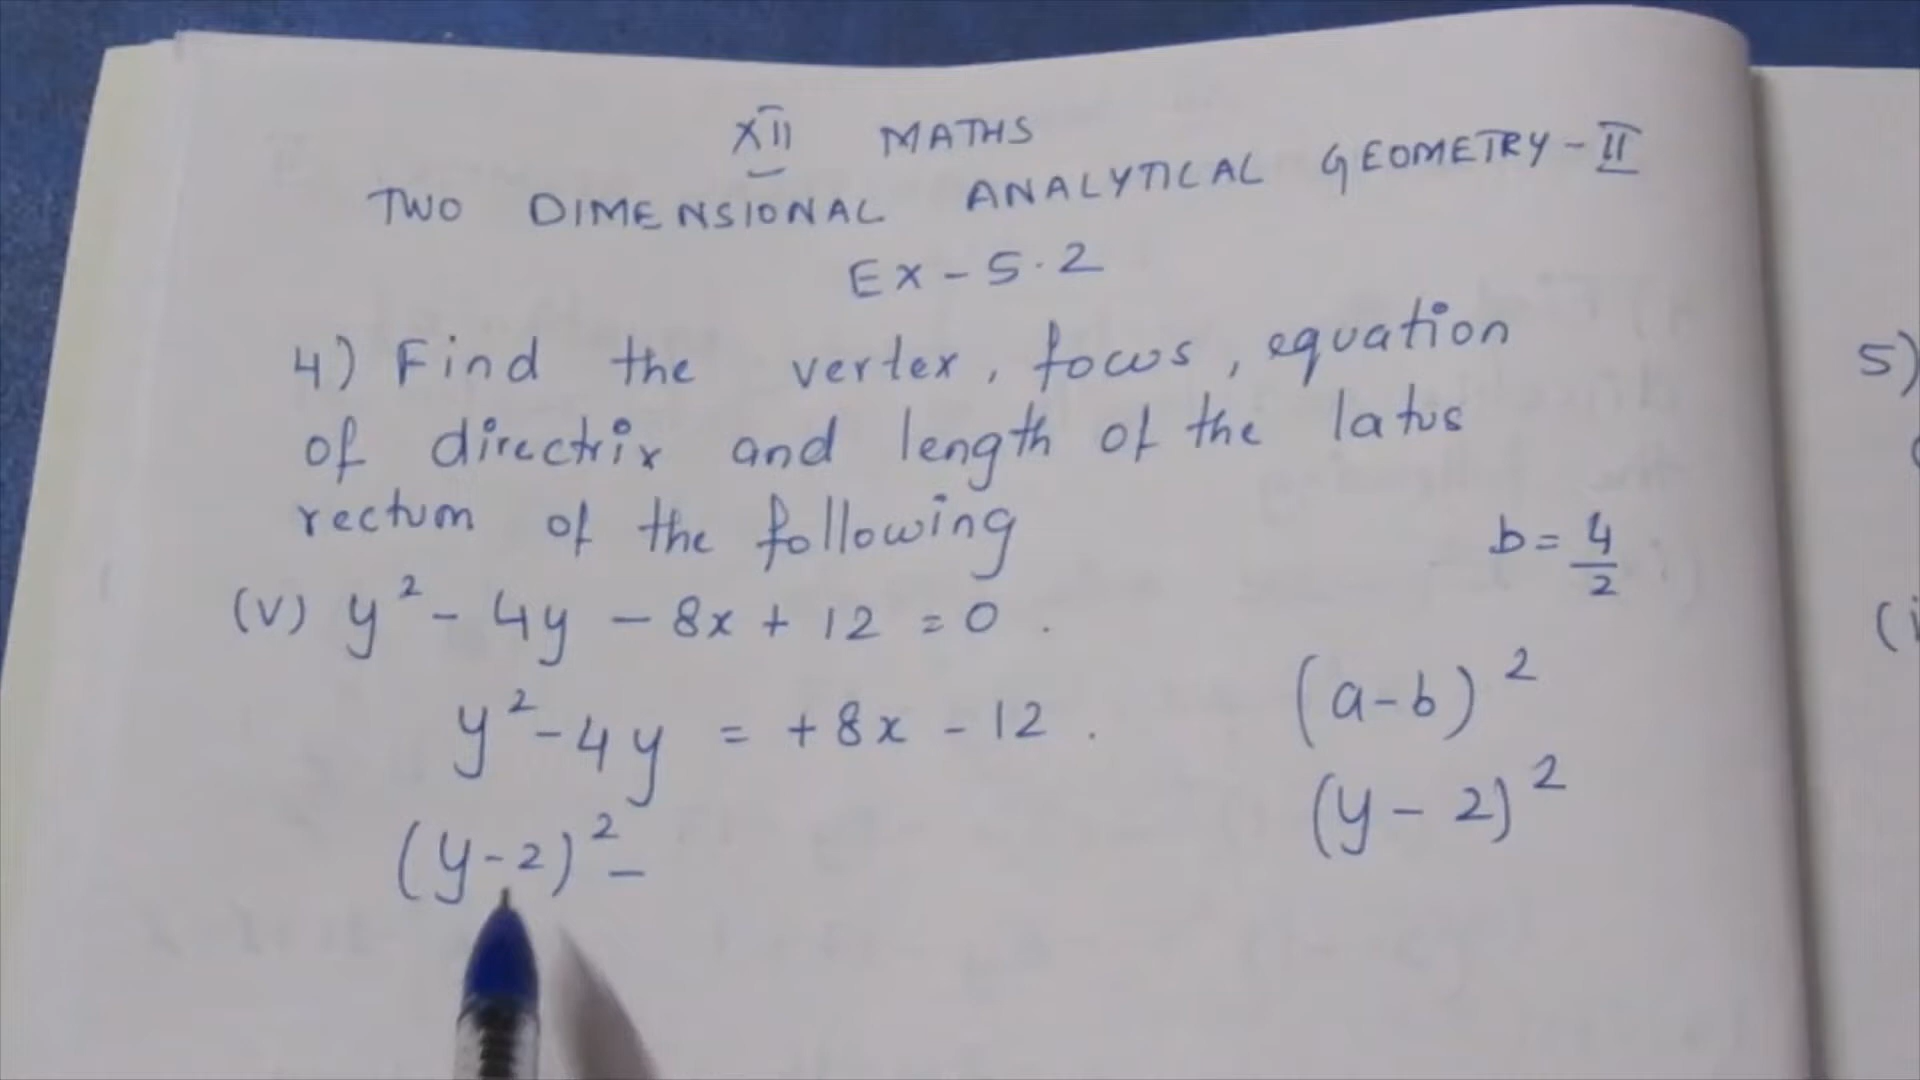 XII MATHS
TWO DIMENSIONAL ANALYTICAL GEOMETRY - II
Ex - 5.2
4) Find the vertex, focus, equation
of directrix and length of the latus
rectum of the following
b = 4/2
(V) y² - 4y - 8x + 12 = 0.
y² - 4y = +8x - 12.
(a-b)²
(y - 2)²
(y-2)² -
5)
(i